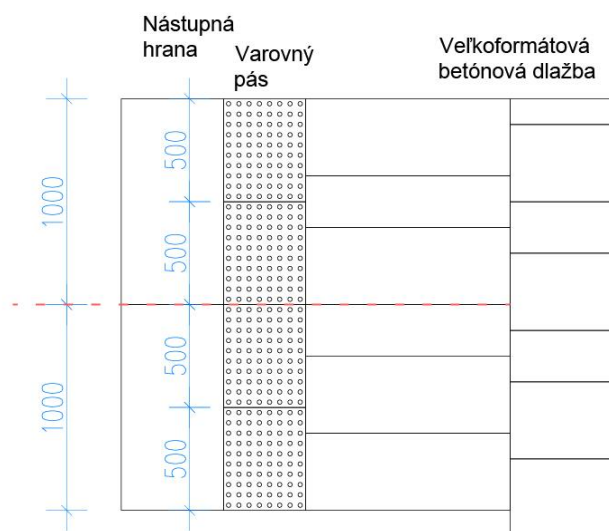 Nástupná
hrana
Varovný
pás
Veľkoformátová
betónová dlažba
1000
1000
500
500
500
500